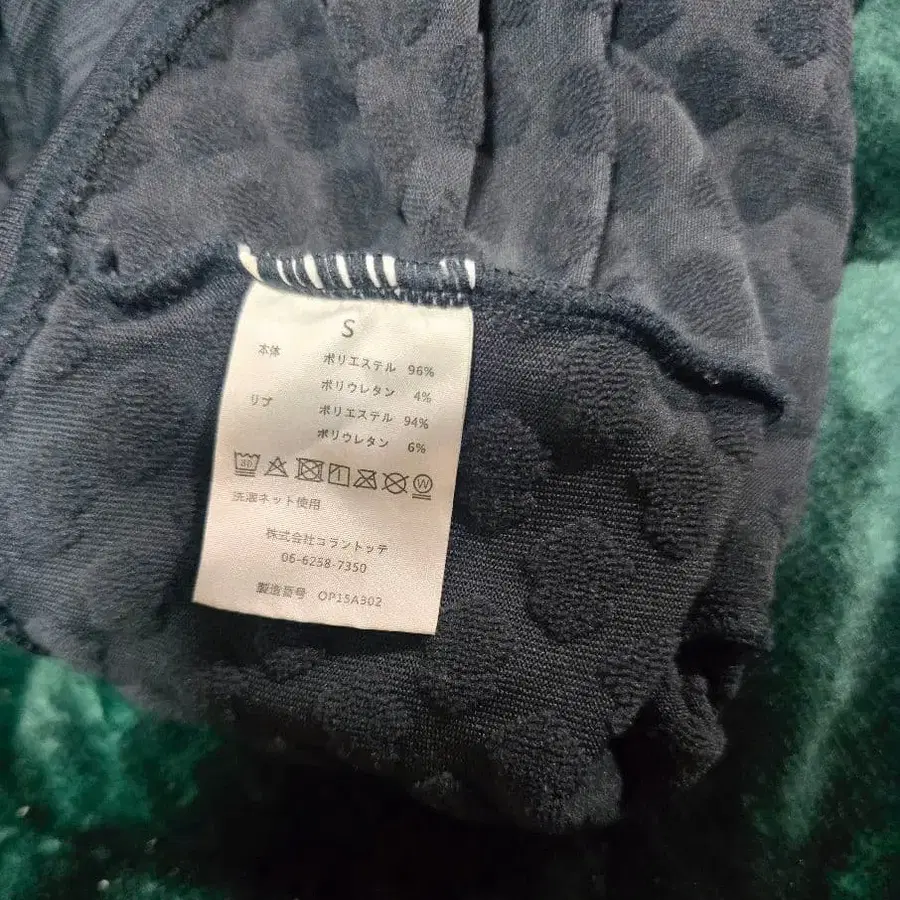 S
本体 ポリエステル 96%
ポリウレタン 4%
リブ ポリエステル 94%
ポリウレタン 6%
洗濯ネット使用
株式会社コラントッテ
06-6258-7350
製造番号 OP15A302